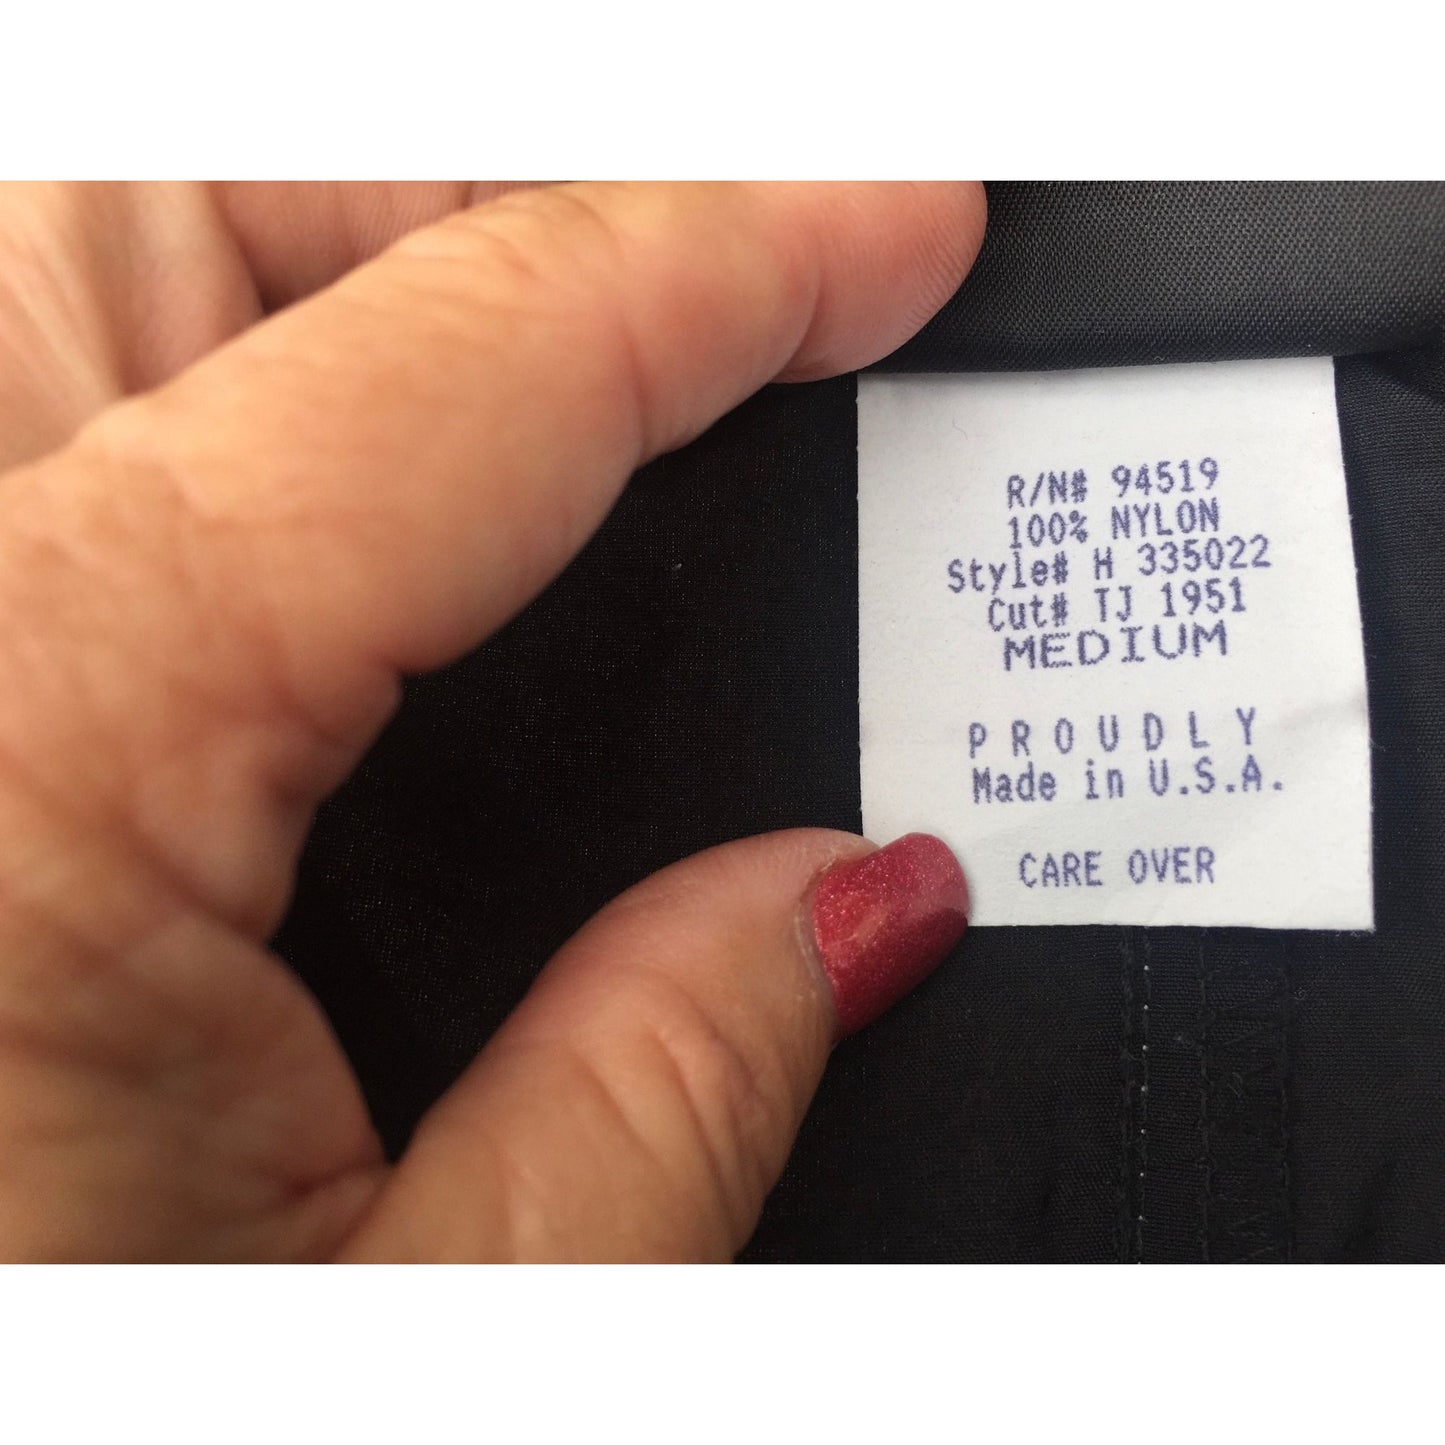 R/N# 94519
100% NYLON
Style# H 335022
Cut# TJ 1951
MEDIUM
PROUDLY
Made in U.S.A.
CARE OVER